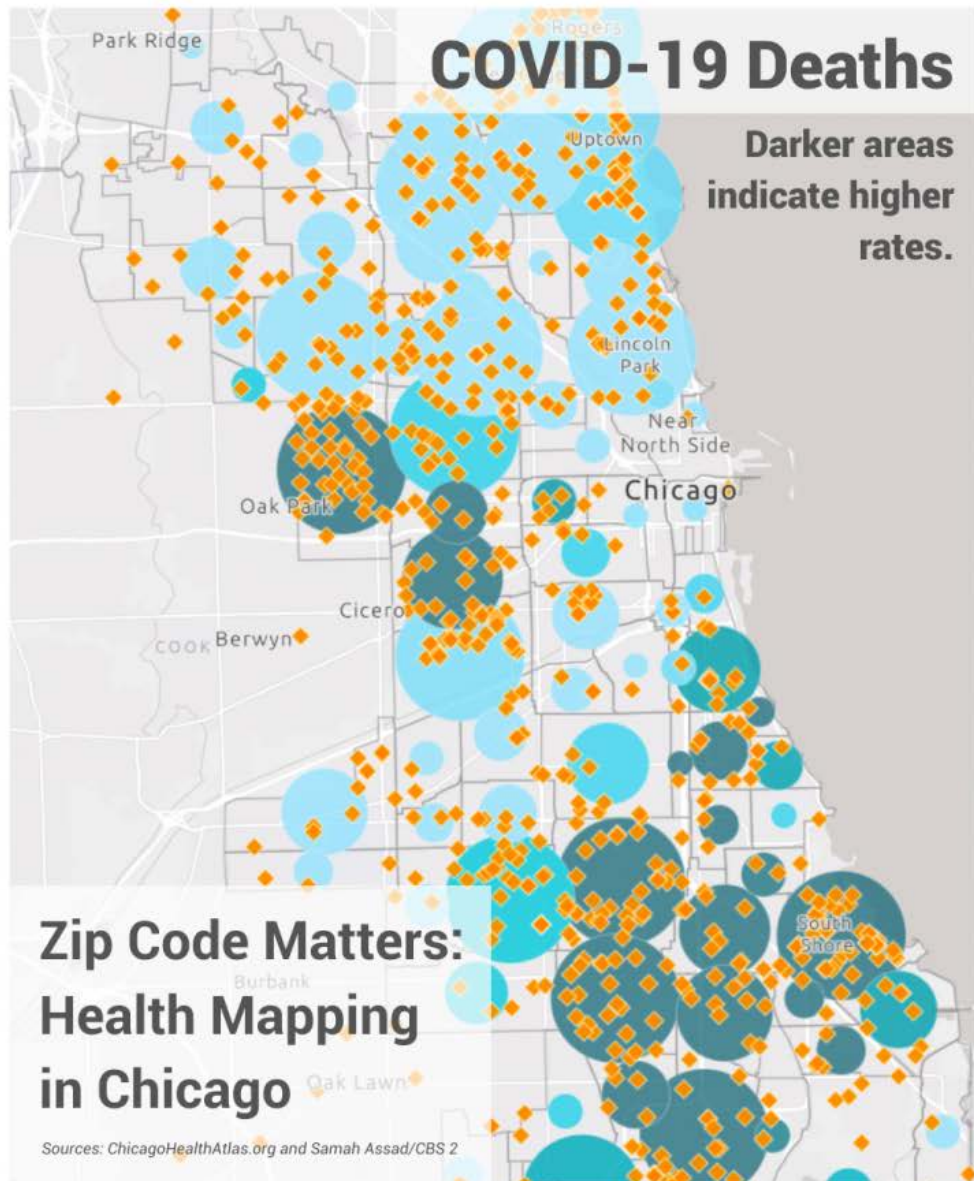 Park Ridge
Rogers
COVID-19 Deaths
Uptown
Darker areas
indicate higher
rates.
Lincoln
Park
Near
North Side
Chicago
Oak Park
Cicero
COOK
Berwyn
South
Shore
Zip Code Matters:
Burbank
Health Mapping
in Chicago
Oak Lawn
Sources: ChicagoHealthAtlas.org and Samah Assad/CBS 2